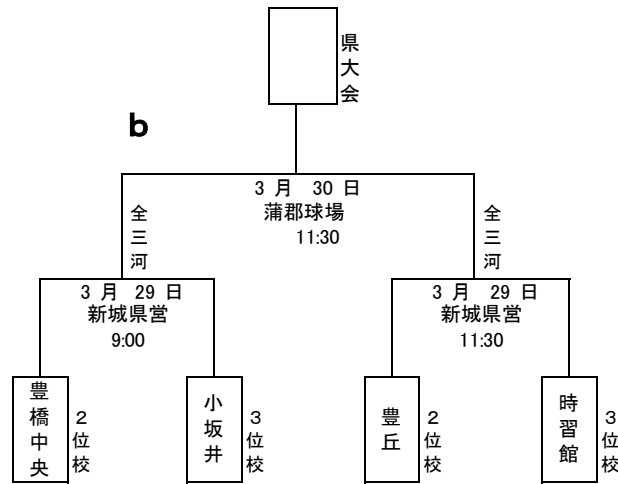 県大会
b
3 月 30 日
蒲郡球場
11:30
全三河
全三河
3 月 29 日
新城県営
9:00
3 月 29 日
新城県営
11:30
豊橋中央
2位校
小坂井
3位校
豊丘
2位校
時習館
3位校